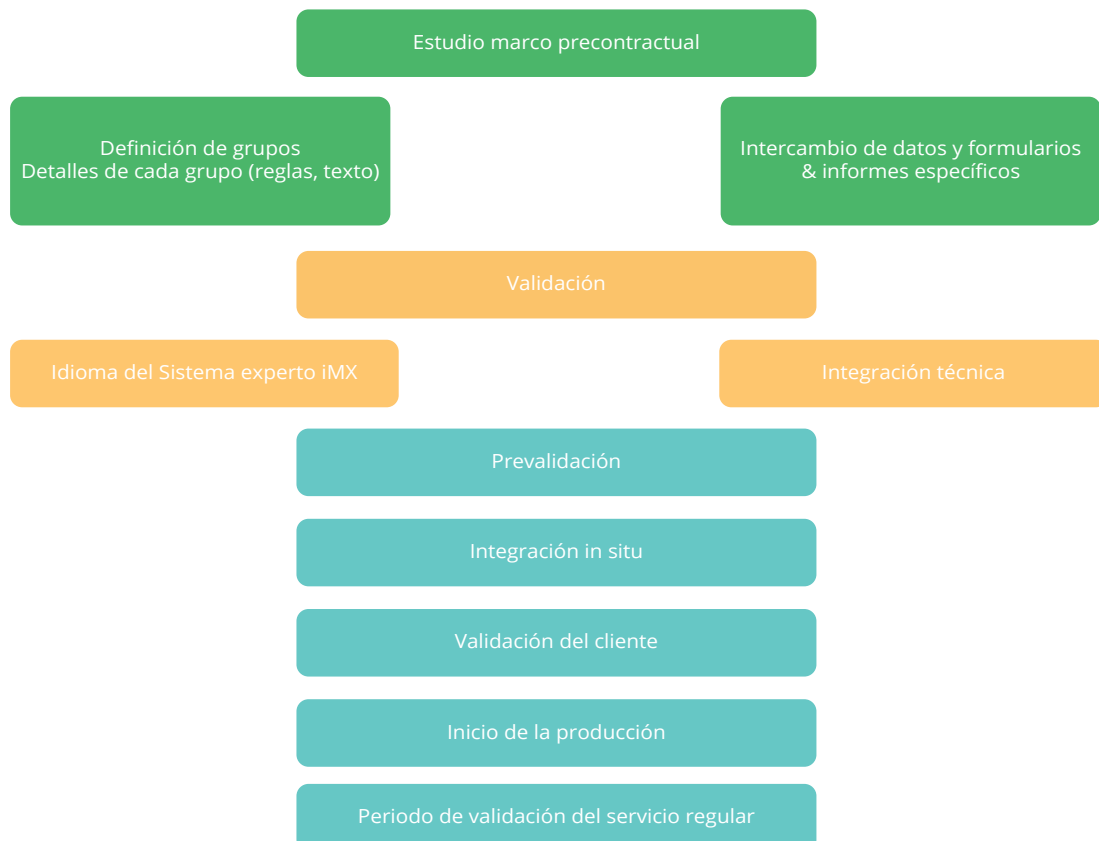 Estudio marco precontractual
Definición de grupos
Detalles de cada grupo (reglas, texto)
Intercambio de datos y formularios
& informes específicos
Validación
Idioma del Sistema experto iMX
Integración técnica
Prevalidación
Integración in situ
Validación del cliente
Inicio de la producción
Periodo de validación del servicio regular